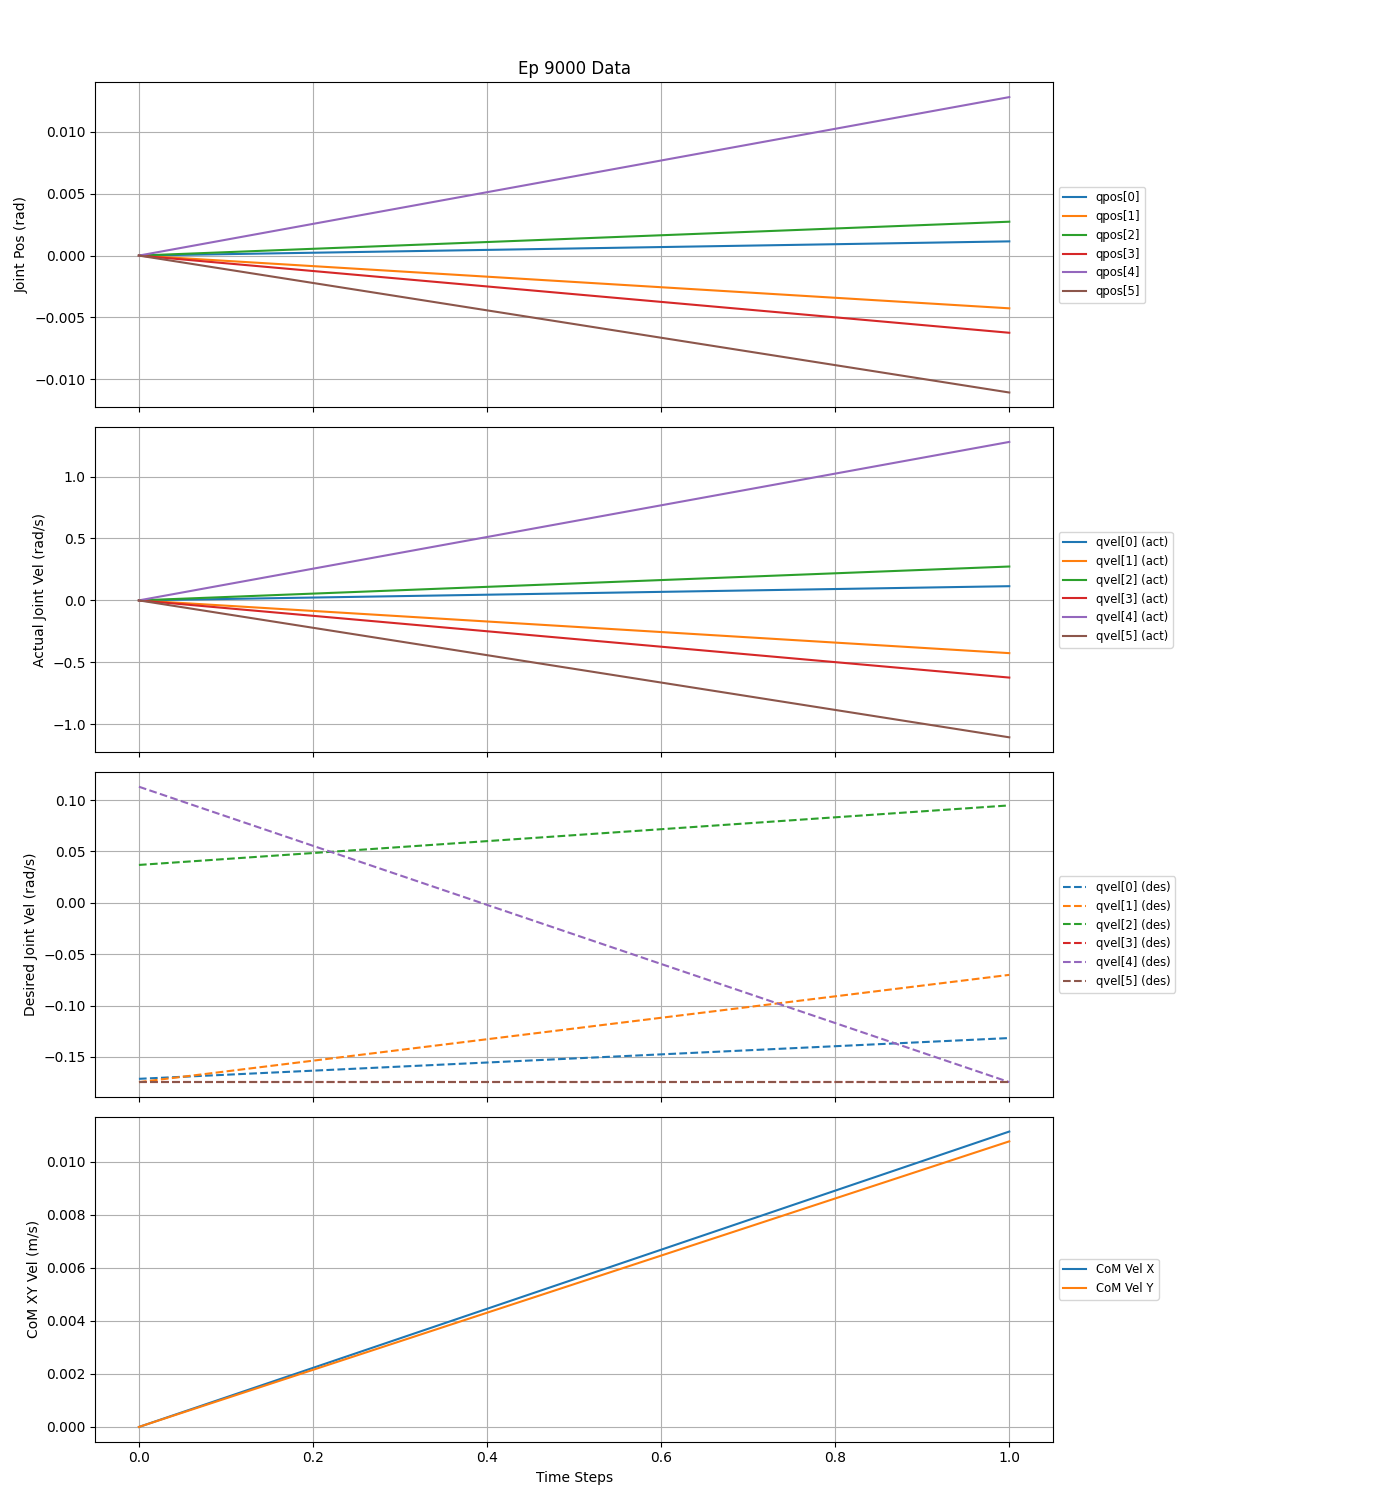 Ep 9000 Data
Joint Pos (rad)
0.010
0.005
0.000
−0.005
−0.010
qpos[0]
qpos[1]
qpos[2]
qpos[3]
qpos[4]
qpos[5]
Actual Joint Vel (rad/s)
1.0
0.5
0.0
−0.5
−1.0
qvel[0] (act)
qvel[1] (act)
qvel[2] (act)
qvel[3] (act)
qvel[4] (act)
qvel[5] (act)
Desired Joint Vel (rad/s)
0.10
0.05
0.00
−0.05
−0.10
−0.15
qvel[0] (des)
qvel[1] (des)
qvel[2] (des)
qvel[3] (des)
qvel[4] (des)
qvel[5] (des)
CoM XY Vel (m/s)
0.010
0.008
0.006
0.004
0.002
0.000
CoM Vel X
CoM Vel Y
0.0 0.2 0.4 0.6 0.8 1.0
Time Steps